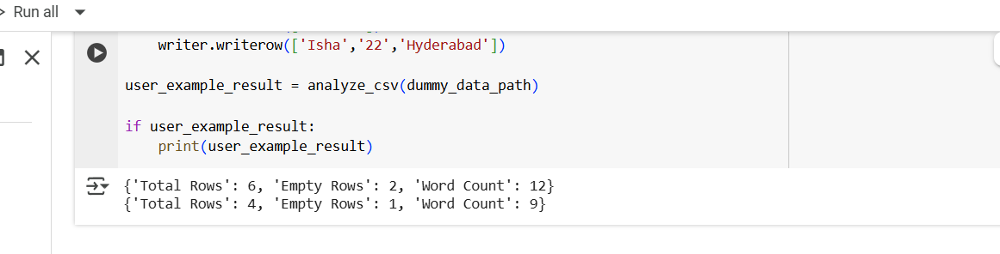 Run all
writer.writerow(['Isha','22','Hyderabad'])
user_example_result = analyze_csv(dummy_data_path)
if user_example_result:
print(user_example_result)
{'Total Rows': 6, 'Empty Rows': 2, 'Word Count': 12}
{'Total Rows': 4, 'Empty Rows': 1, 'Word Count': 9}